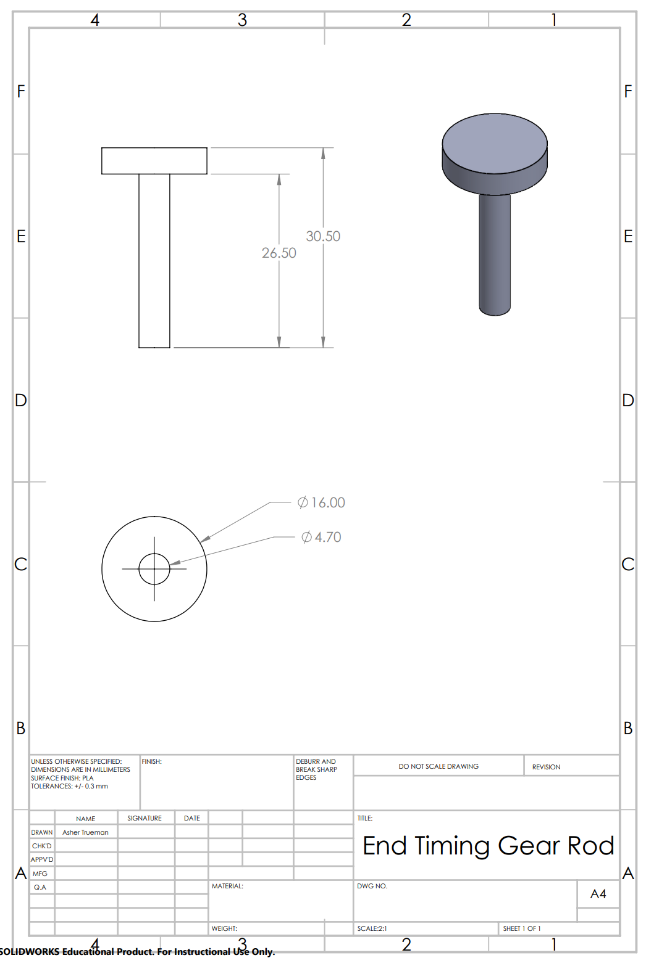 4 3 2 1
F F
E E
30.50
26.50
D D
⌀16.00
⌀4.70
C C
B B
UNLESS OTHERWISE SPECIFIED:
DIMENSIONS ARE IN MILLIMETERS
SURFACE FINISH: PLA
TOLERANCES: +/- 0.3 mm
FINISH:
DEBURR AND
BREAK SHARP
EDGES
DO NOT SCALE DRAWING
REVISION
NAME SIGNATURE DATE
DRAWN Asher Trueman
CHK'D
APPV'D
MFG
Q.A
TITLE:
End Timing Gear Rod
A A
MATERIAL:
DWG NO.
A4
WEIGHT:
SCALE:2:1
SHEET 1 OF 1
4 3 2 1
SOLIDWORKS Educational Product. For Instructional Use Only.